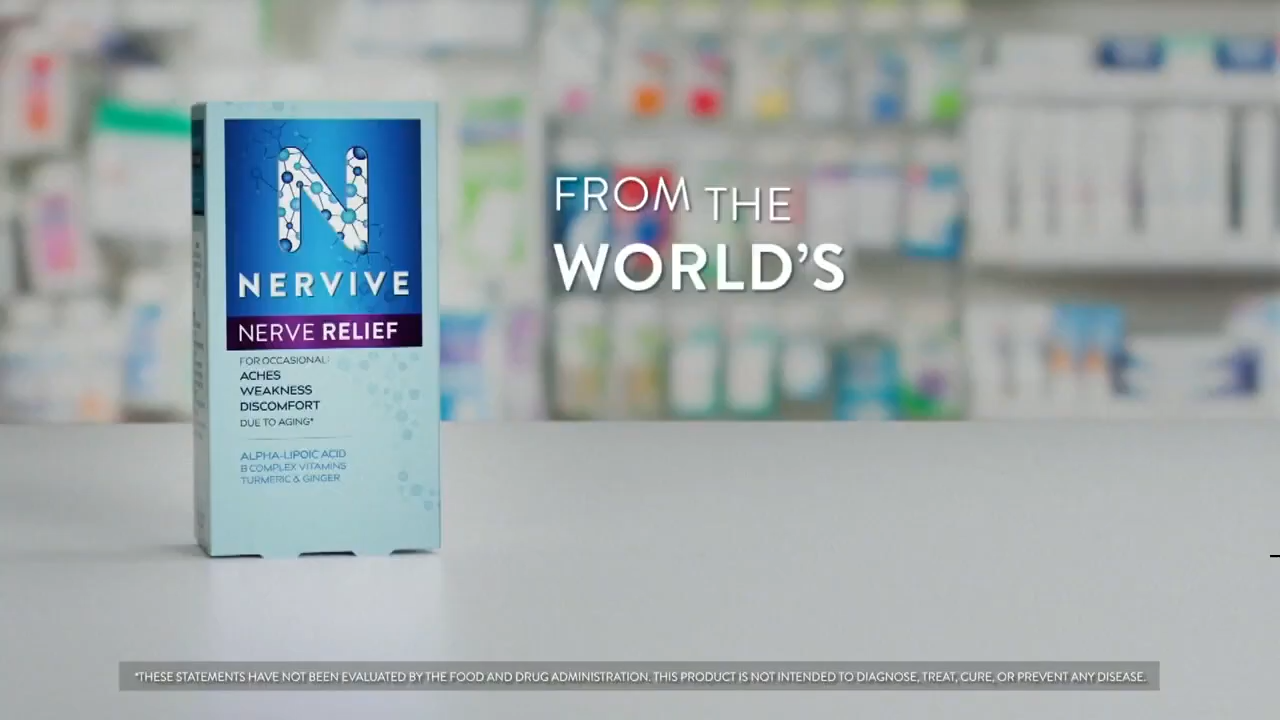 N
NERVIVE
NERVE RELIEF
FOR OCCASIONAL:
ACHES
WEAKNESS
DISCOMFORT
DUE TO AGING*
ALPHA-LIPOIC ACID
B COMPLEX VITAMINS
TURMERIC & GINGER
FROM THE
WORLD'S
*THESE STATEMENTS HAVE NOT BEEN EVALUATED BY THE FOOD AND DRUG ADMINISTRATION. THIS PRODUCT IS NOT INTENDED TO DIAGNOSE, TREAT, CURE, OR PREVENT ANY DISEASE.